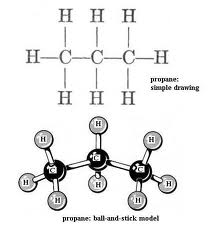 H H H
H—C—C—C—H
H H H
propane:
simple drawing
H H H
H C C C H
H H H
propane: ball-and-stick model